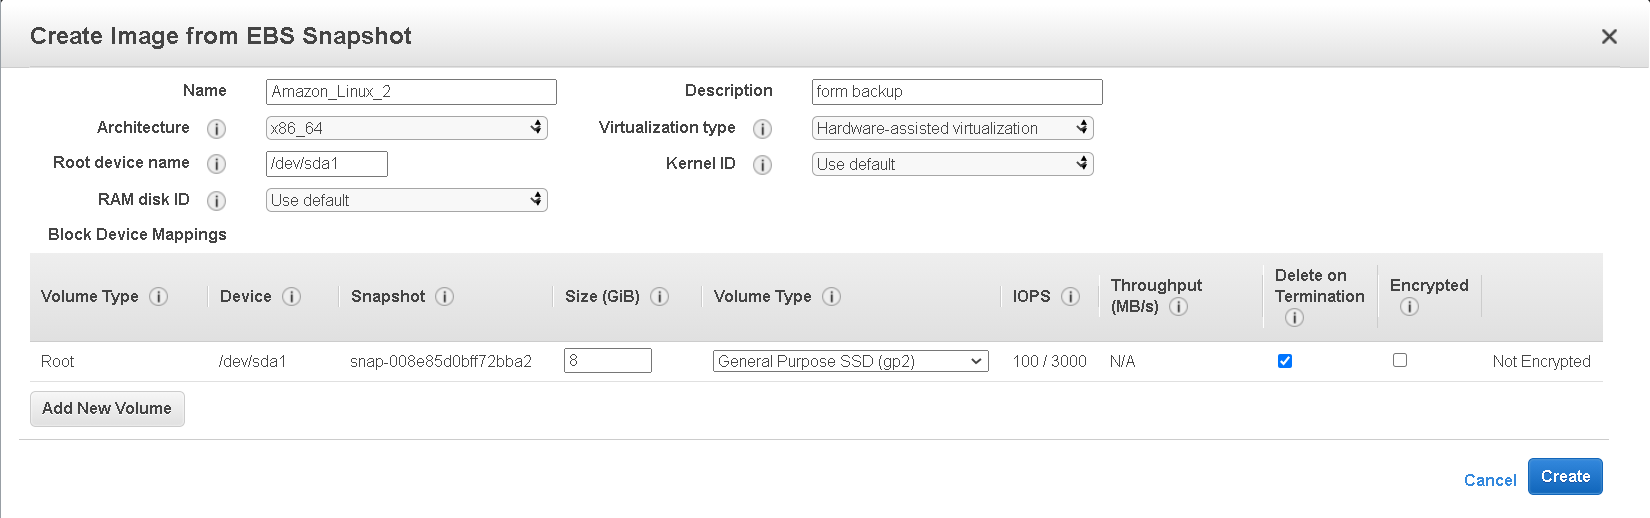 Create Image from EBS Snapshot
Name Amazon_Linux_2 Description form backup
Architecture x86_64 Virtualization type Hardware-assisted virtualization
Root device name /dev/sda1 Kernel ID Use default
RAM disk ID Use default
Block Device Mappings
Volume Type Device Snapshot Size (GiB) Volume Type IOPS Throughput (MB/s) Delete on Termination Encrypted
Root /dev/sda1 snap-008e85d0bff72bba2 8 General Purpose SSD (gp2) 100 / 3000 N/A Not Encrypted
Add New Volume
Cancel Create